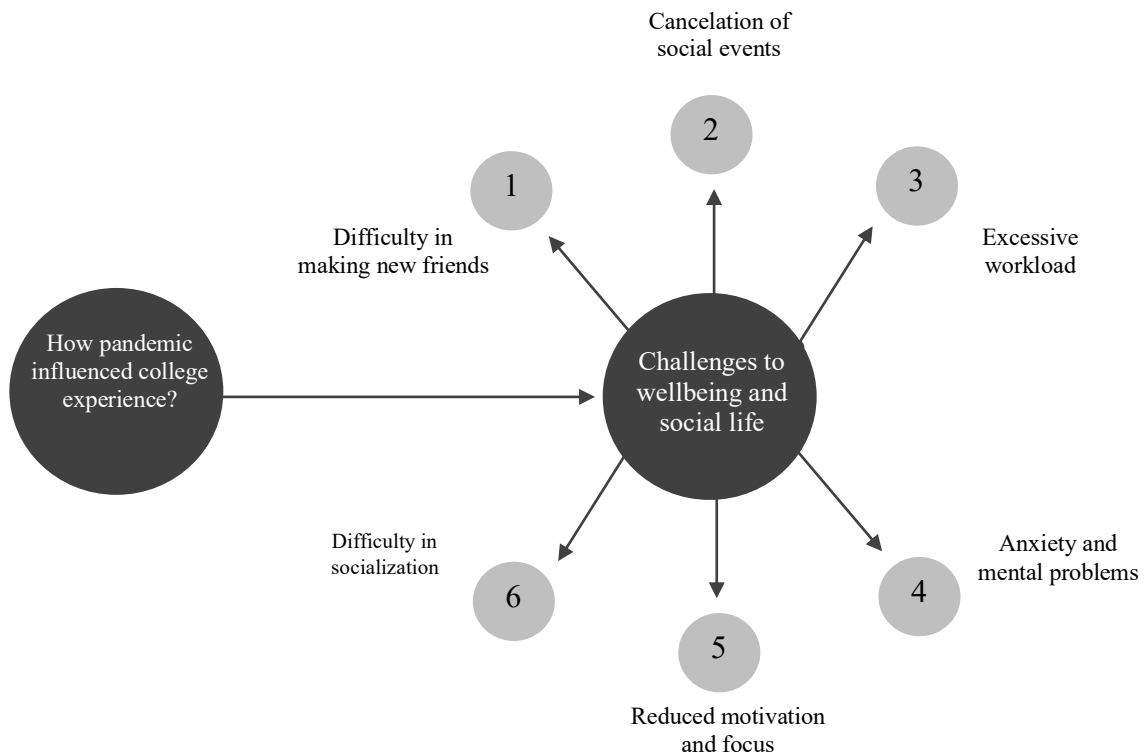 Cancelation of
social events
2
1
3
Difficulty in
making new friends
Excessive
workload
How pandemic
influenced college
experience?
Challenges to
wellbeing and
social life
Difficulty in
socialization
Anxiety and
mental problems
6
4
5
Reduced motivation
and focus